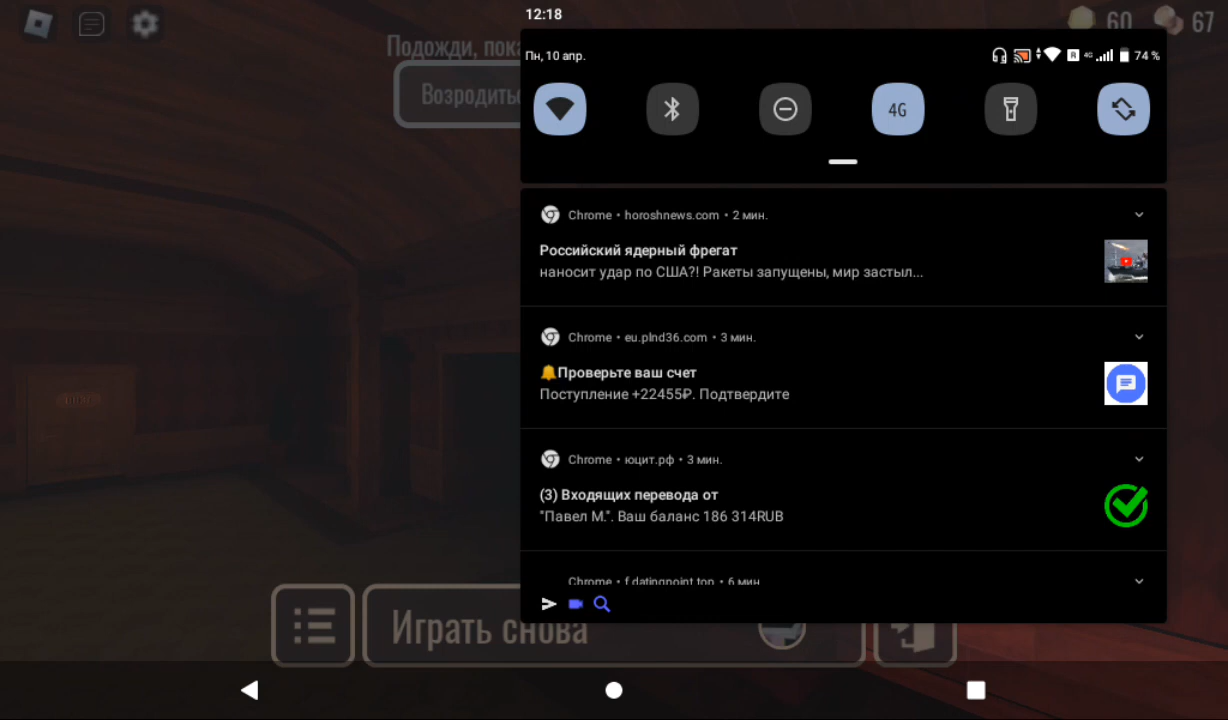 12:18
60
67
Подожди, пока
Возродитьс
Пн, 10 апр.
R
4G
74 %
4G
Chrome • horoshnews.com • 2 мин.
Российский ядерный фрегат
наносит удар по США?! Ракеты запущены, мир застыл...
Chrome • eu.plnd36.com • 3 мин.
🔔Проверьте ваш счет
Поступление +22455₽. Подтвердите
Chrome • юцит.рф • 3 мин.
(3) Входящих перевода от
"Павел М.". Ваш баланс 186 314RUB
Chrome • f.datingpoint.top • 6 мин.
Играть снова